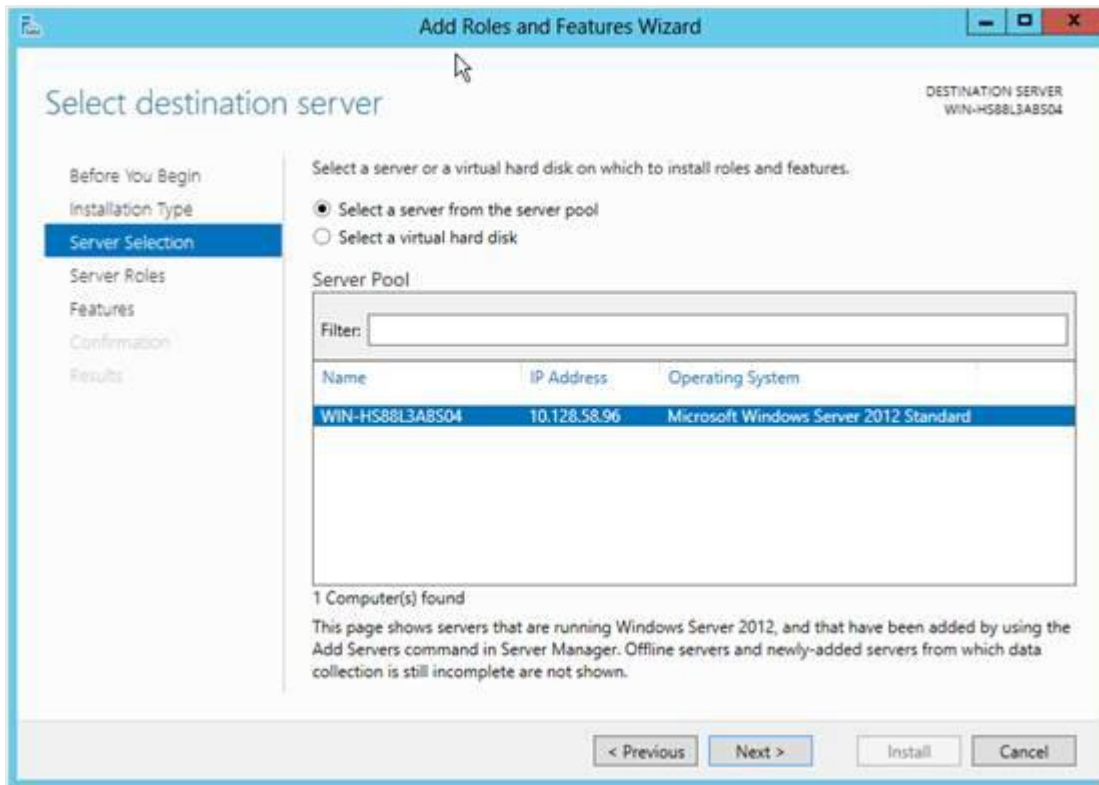 Add Roles and Features Wizard
Select destination server
DESTINATION SERVER
WIN-HS88L3ABS04
Before You Begin
Installation Type
Server Selection
Server Roles
Features
Confirmation
Results
Select a server or a virtual hard disk on which to install roles and features.
Select a server from the server pool
Select a virtual hard disk
Server Pool
Filter:
Name IP Address Operating System
WIN-HS88L3ABS04 10.128.58.96 Microsoft Windows Server 2012 Standard
1 Computer(s) found
This page shows servers that are running Windows Server 2012, and that have been added by using the
Add Servers command in Server Manager. Offline servers and newly-added servers from which data
collection is still incomplete are not shown.
< Previous Next > Install Cancel